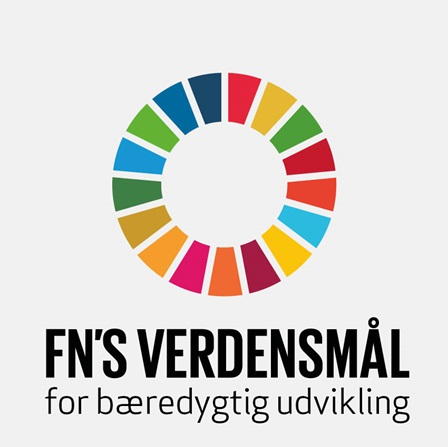 FN'S VERDENSMÅL
for bæredygtig udvikling